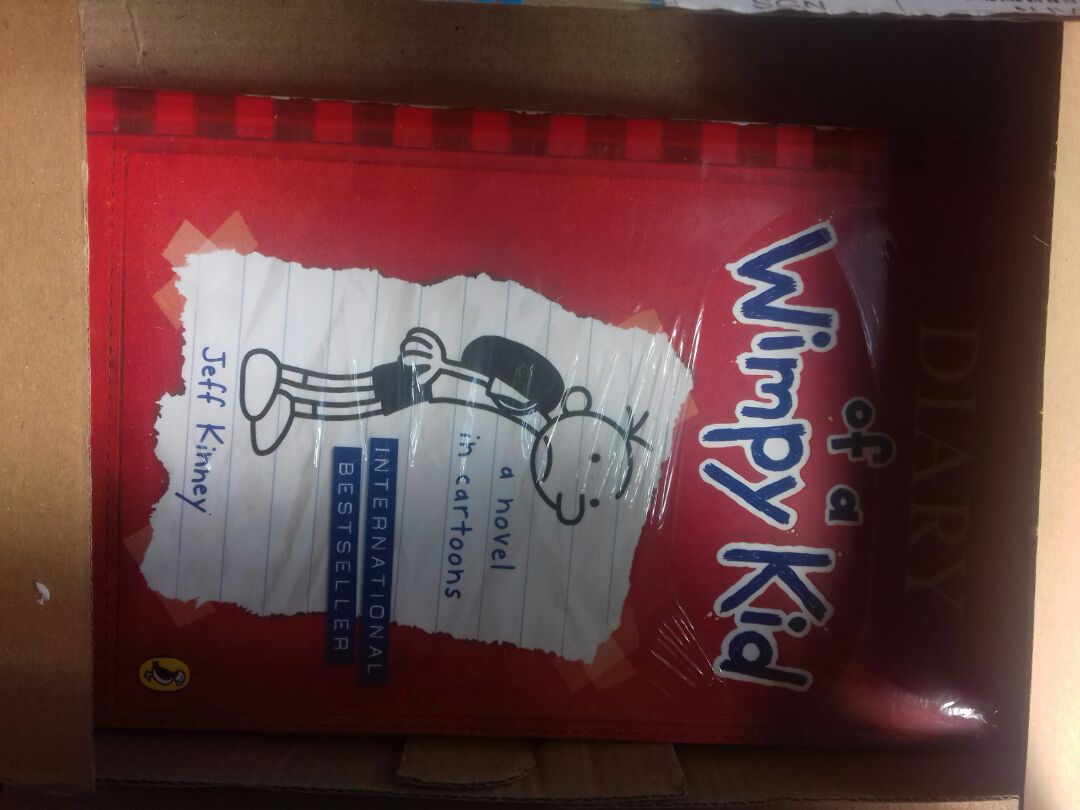 DIARY
of a
Wimpy Kid
a novel
in cartoons
INTERNATIONAL
BESTSELLER
Jeff Kinney